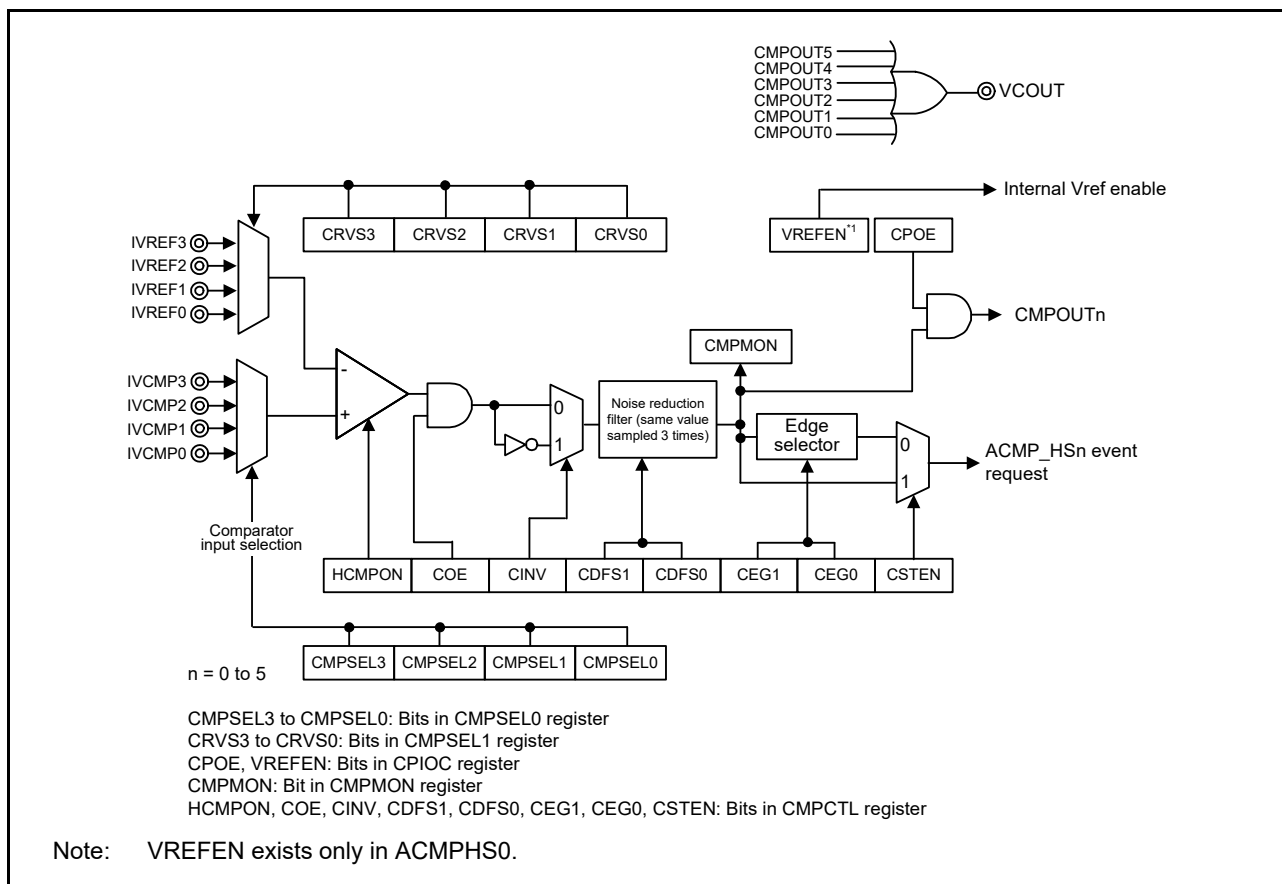 CMPOUT5
CMPOUT4
CMPOUT3
CMPOUT2
CMPOUT1
CMPOUT0
VCOUT
Internal Vref enable
CRVS3 CRVS2 CRVS1 CRVS0
VREFEN*1 CPOE
IVREF3
IVREF2
IVREF1
IVREF0
CMPOUTn
CMPMON
IVCMP3
IVCMP2
IVCMP1
IVCMP0
-
+
0
1
Noise reduction
filter (same value
sampled 3 times)
Edge
selector
0
1
ACMP_HSn event
request
Comparator
input selection
HCMPON COE CINV CDFS1 CDFS0 CEG1 CEG0 CSTEN
CMPSEL3 CMPSEL2 CMPSEL1 CMPSEL0
n = 0 to 5
CMPSEL3 to CMPSEL0: Bits in CMPSEL0 register
CRVS3 to CRVS0: Bits in CMPSEL1 register
CPOE, VREFEN: Bits in CPIOC register
CMPMON: Bit in CMPMON register
HCMPON, COE, CINV, CDFS1, CDFS0, CEG1, CEG0, CSTEN: Bits in CMPCTL register
Note: VREFEN exists only in ACMPHS0.